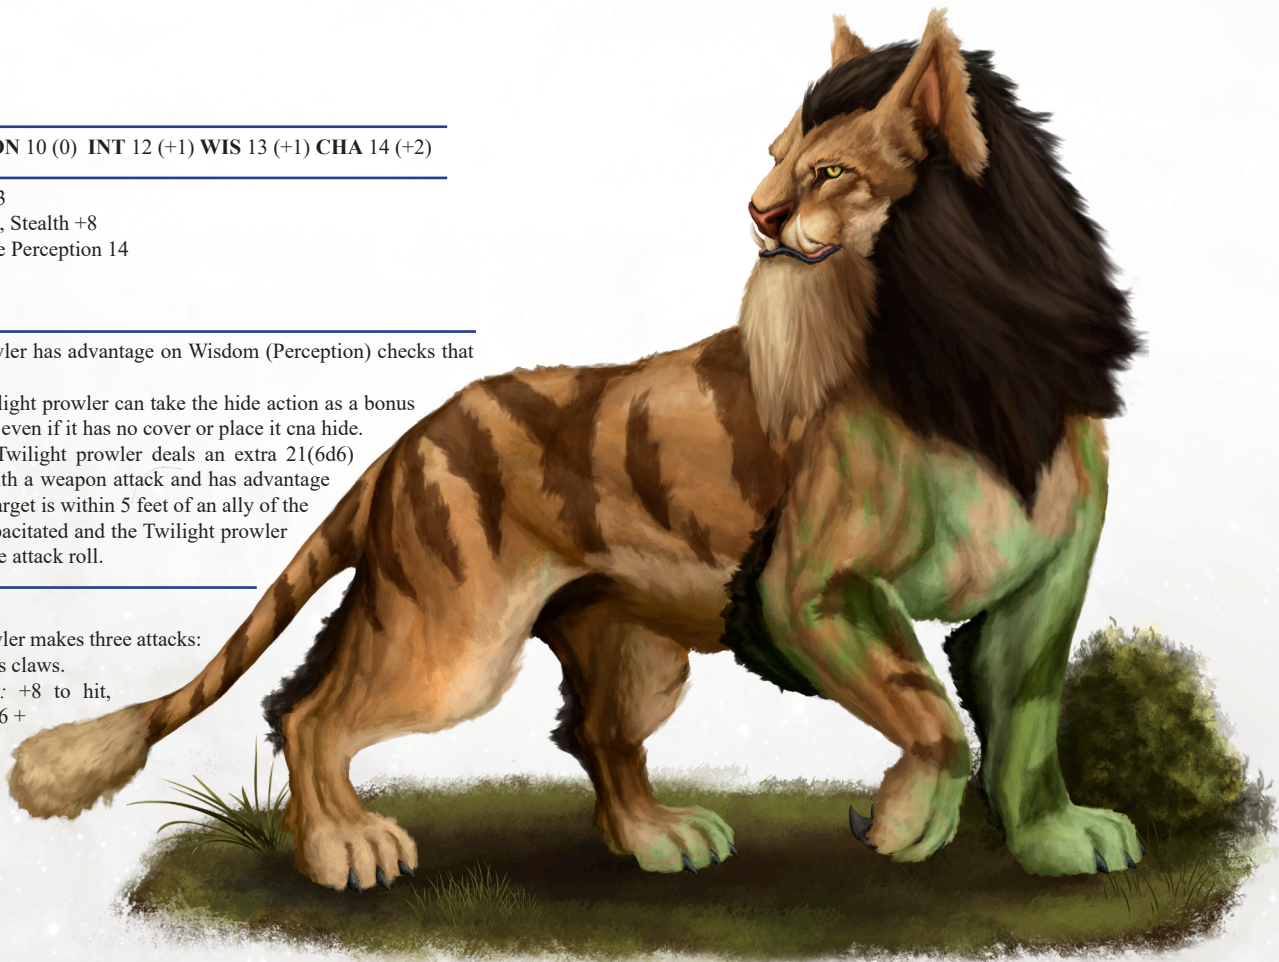 ON 10 (0) INT 12 (+1) WIS 13 (+1) CHA 14 (+2)
3
, Stealth +8
e Perception 14
wler has advantage on Wisdom (Perception) checks that
light prowler can take the hide action as a bonus
even if it has no cover or place it cna hide.
Twilight prowler deals an extra 21(6d6)
th a weapon attack and has advantage
arget is within 5 feet of an ally of the
pacitated and the Twilight prowler
e attack roll.
wler makes three attacks:
s claws.
: +8 to hit,
6 +